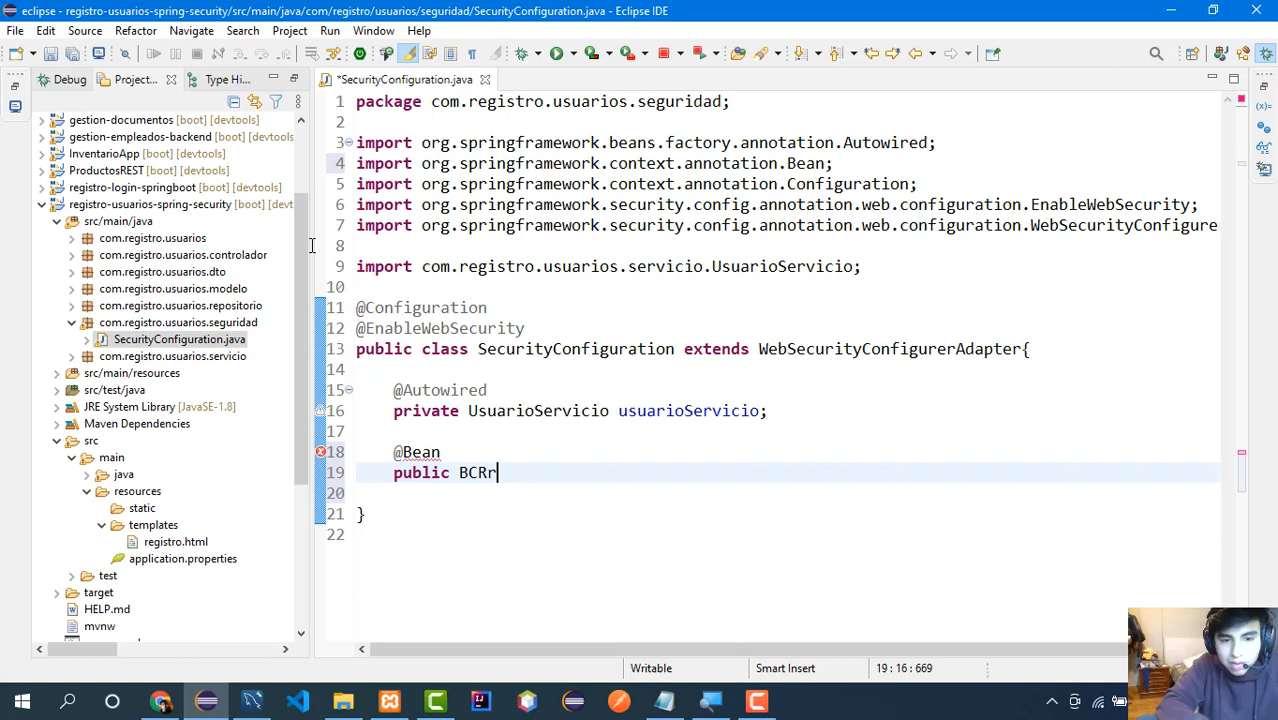 eclipse - registro-usuarios-spring-security/src/main/java/com/registro/usuarios/seguridad/SecurityConfiguration.java - Eclipse IDE
File Edit Source Refactor Navigate Search Project Run Window Help
Debug Project... Type Hi... *SecurityConfiguration.java
gestion-documentos [boot] [devtools]
gestion-empleados-backend [boot] [devtools]
InventarioApp [boot] [devtools]
ProductosREST [boot] [devtools]
registro-login-springboot [boot] [devtools]
registro-usuarios-spring-security [boot] [devt
src/main/java
com.registro.usuarios
com.registro.usuarios.controlador
com.registro.usuarios.dto
com.registro.usuarios.modelo
com.registro.usuarios.repositorio
com.registro.usuarios.seguridad
SecurityConfiguration.java
com.registro.usuarios.servicio
src/main/resources
src/test/java
JRE System Library [JavaSE-1.8]
Maven Dependencies
src
main
java
resources
static
templates
registro.html
application.properties
test
target
HELP.md
mvnw
1 package com.registro.usuarios.seguridad;
2
3 import org.springframework.beans.factory.annotation.Autowired;
4 import org.springframework.context.annotation.Bean;
5 import org.springframework.context.annotation.Configuration;
6 import org.springframework.security.config.annotation.web.configuration.EnableWebSecurity;
7 import org.springframework.security.config.annotation.web.configuration.WebSecurityConfigure
8
9 import com.registro.usuarios.servicio.UsuarioServicio;
10
11 @Configuration
12 @EnableWebSecurity
13 public class SecurityConfiguration extends WebSecurityConfigurerAdapter{
14
15 @Autowired
16 private UsuarioServicio usuarioServicio;
17
18 @Bean
19 public BCRr
20
21 }
22
Writable Smart Insert 19 : 16 : 669